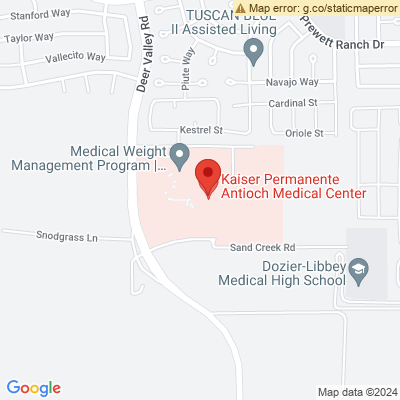 Map error: g.co/staticmaperror
Stanford Way
Taylor Way
Vallecito Way
Deer Valley Rd
Piute Way
TUSCAN BLUE
II Assisted Living
Prewett Ranch Dr
Navajo Way
Cardinal St
Kestrel St
Oriole St
Medical Weight
Management Program |...
Kaiser Permanente
Antioch Medical Center
Snodgrass Ln
Sand Creek Rd
Dozier-Libbey
Medical High School
Google
Map data ©2024